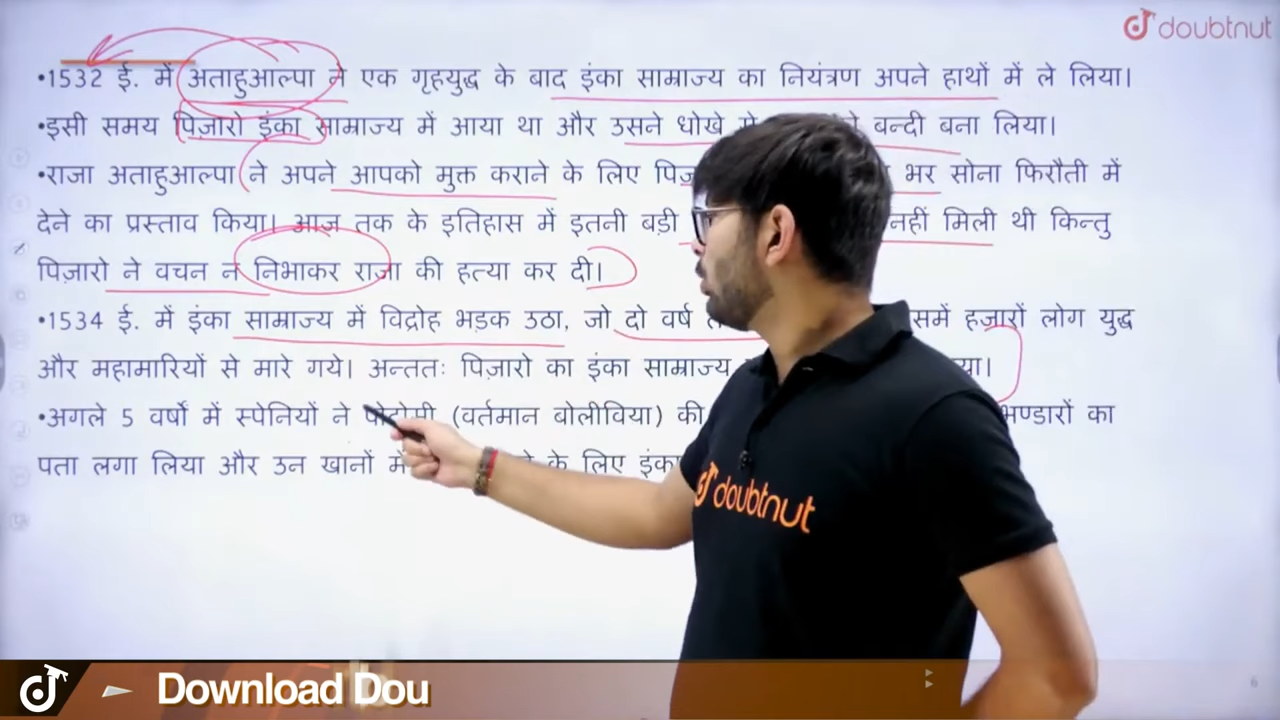 doubtnut
•1532 ई. में अताहुआल्पा ने एक गृहयुद्ध के बाद इंका साम्राज्य का नियंत्रण अपने हाथों में ले लिया।
•इसी समय पिज़ारो इंका साम्राज्य में आया था और उसने धोखे बन्दी बना लिया।
•राजा अताहुआल्पा ने अपने आपको मुक्त कराने के लिए भर सोना फिरौती में
देने का प्रस्ताव किया। आज तक के इतिहास में इतनी बड़ी नहीं मिली थी किन्तु
पिज़ारो ने वचन न निभाकर राजा की हत्या कर दी।
•1534 ई. में इंका साम्राज्य में विद्रोह भड़क उठा, जो दो वर्ष हजारों लोग युद्ध
और महामारियों से मारे गये। अन्ततः पिज़ारो का इंका साम्राज्य
•अगले 5 वर्षो में स्पेनियों ने पोटोसी (वर्तमान बोलीविया) की भण्डारों का
पता लगा लिया और उन खानों में के लिए इंका
doubtnut
Download Dou
6